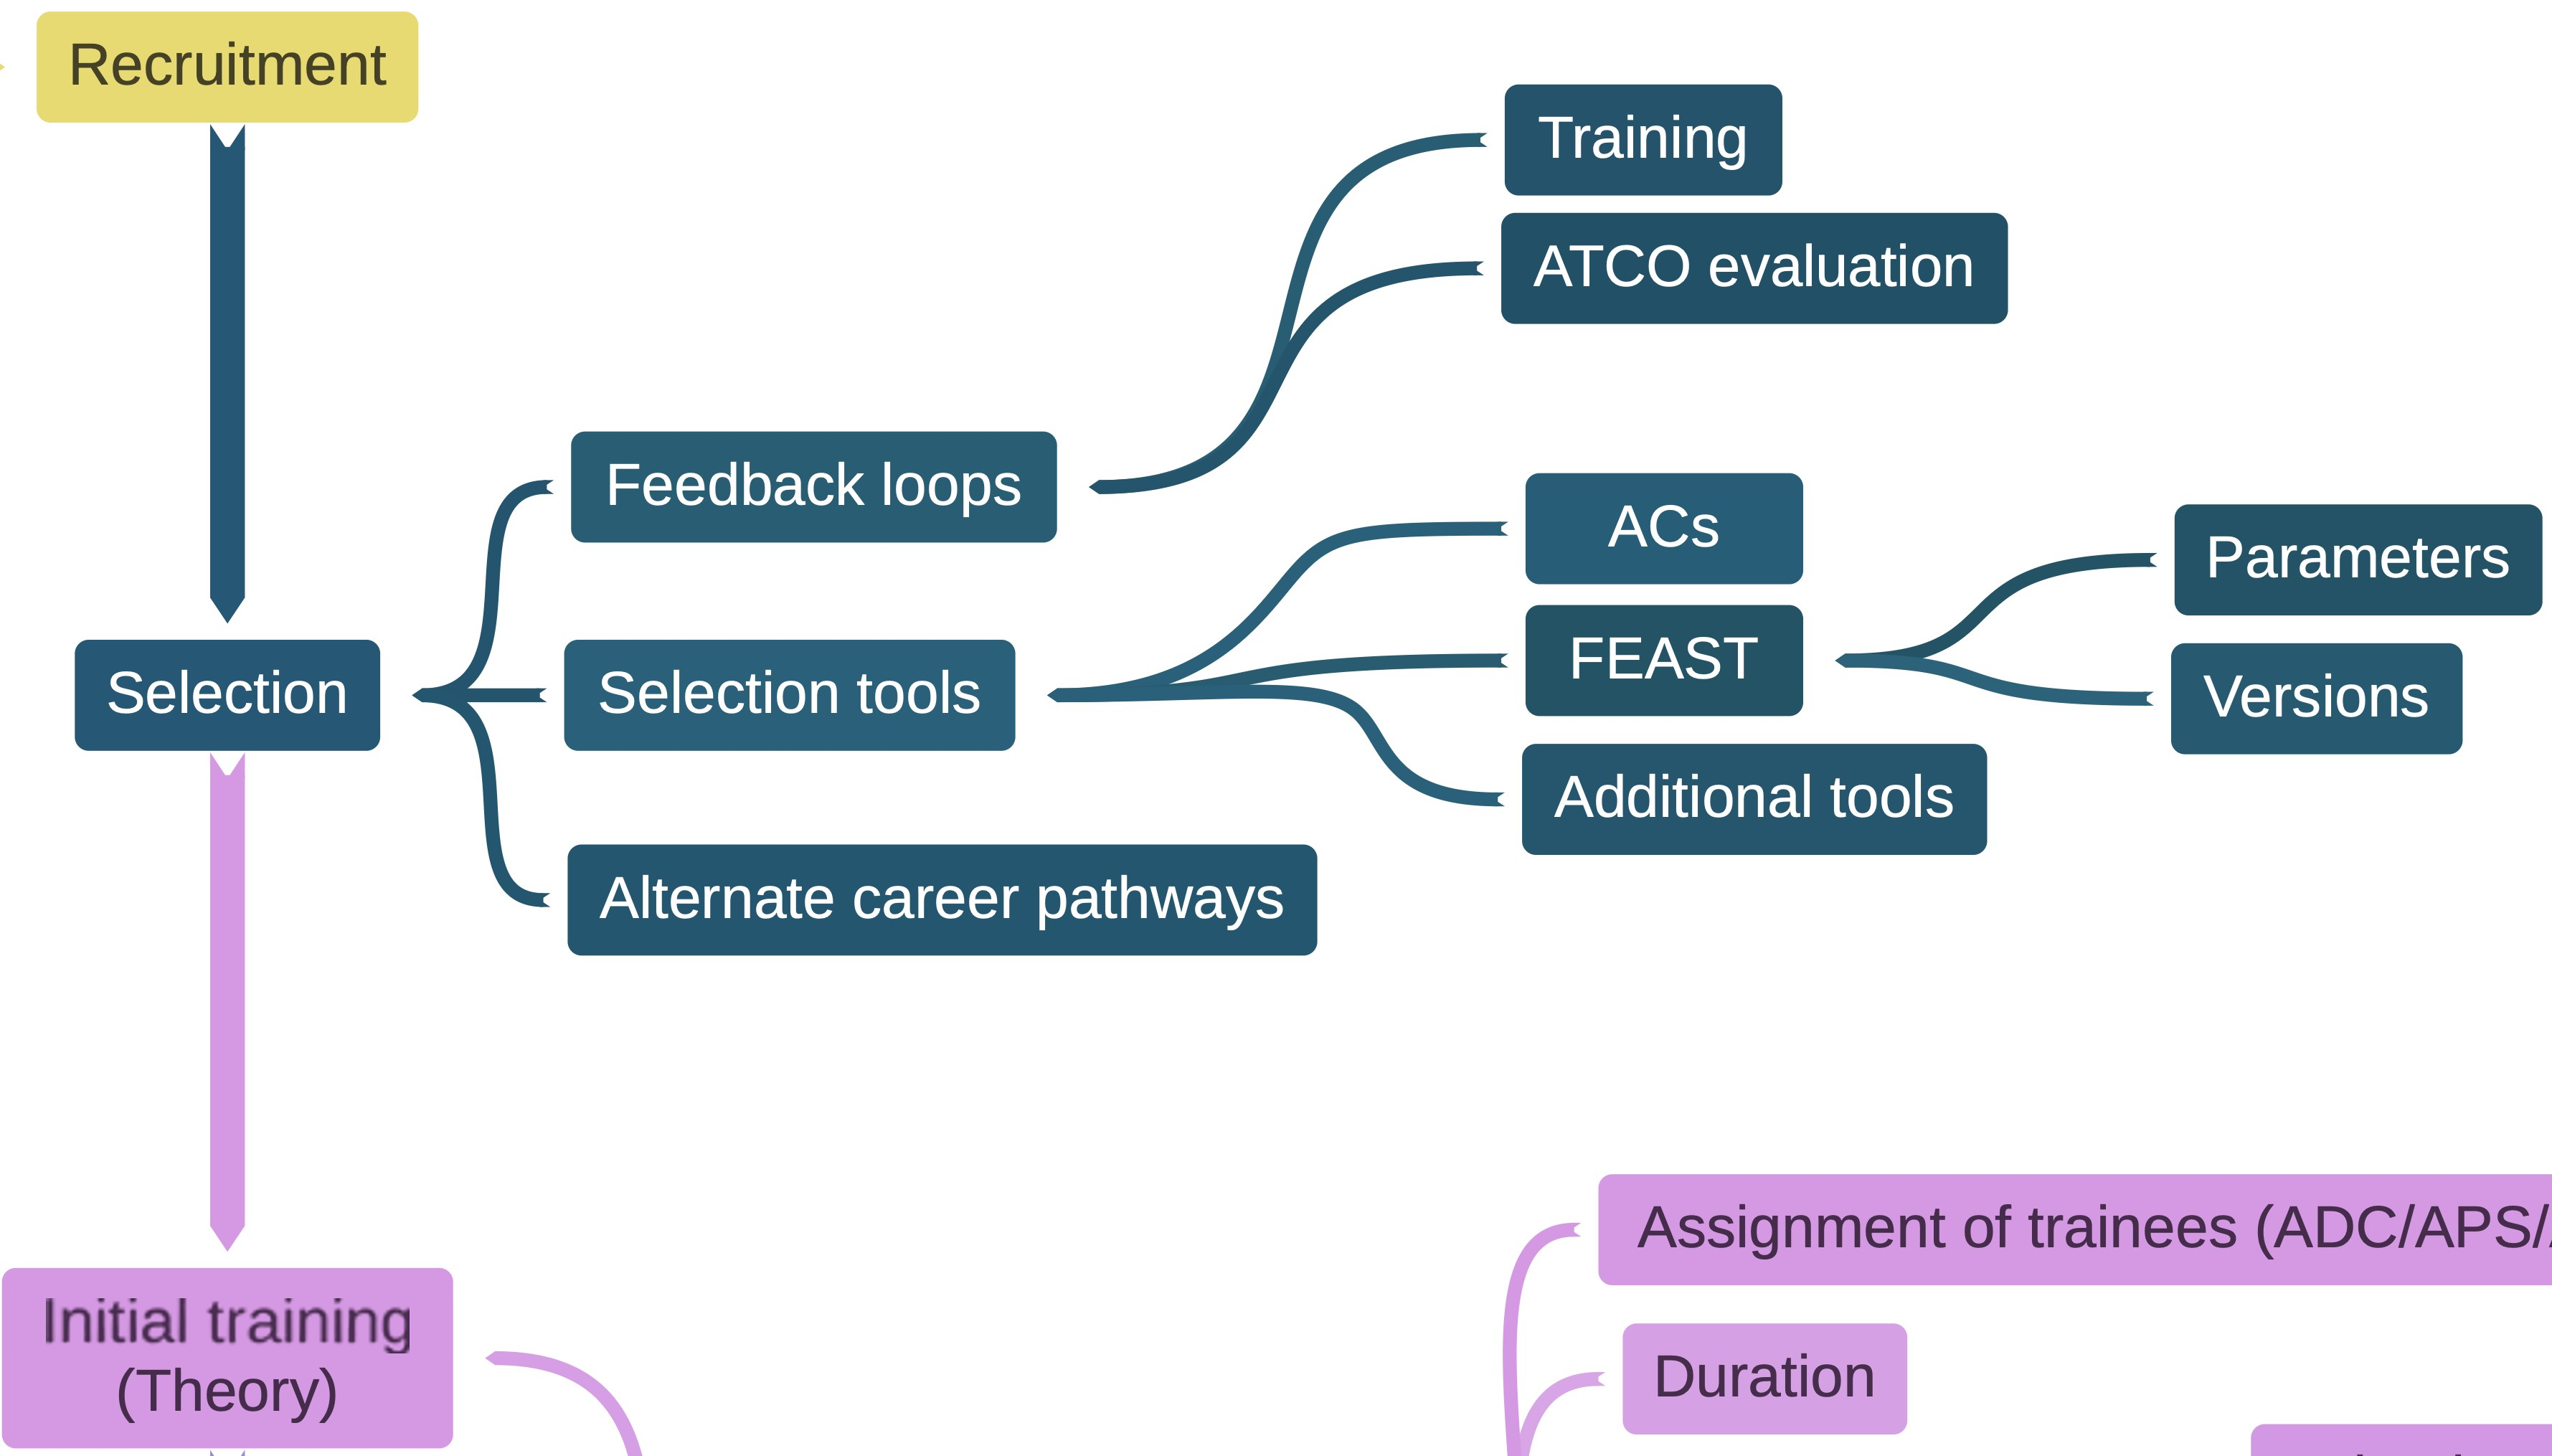 Recruitment
Training
ATCO evaluation
Feedback loops
ACs
Parameters
FEAST
Selection
Selection tools
Versions
Additional tools
Alternate career pathways
Assignment of trainees (ADC/APS/
Initial training
(Theory)
Duration